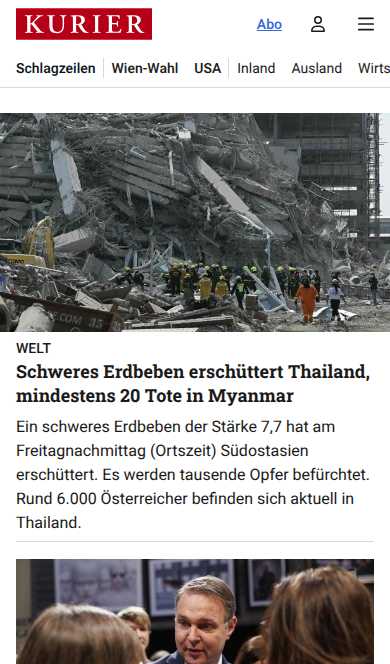 KURIER
Abo
Schlagzeilen Wien-Wahl USA Inland Ausland Wirts
WELT
Schweres Erdbeben erschüttert Thailand,
mindestens 20 Tote in Myanmar
Ein schweres Erdbeben der Stärke 7,7 hat am
Freitagnachmittag (Ortszeit) Südostasien
erschüttert. Es werden tausende Opfer befürchtet.
Rund 6.000 Österreicher befinden sich aktuell in
Thailand.